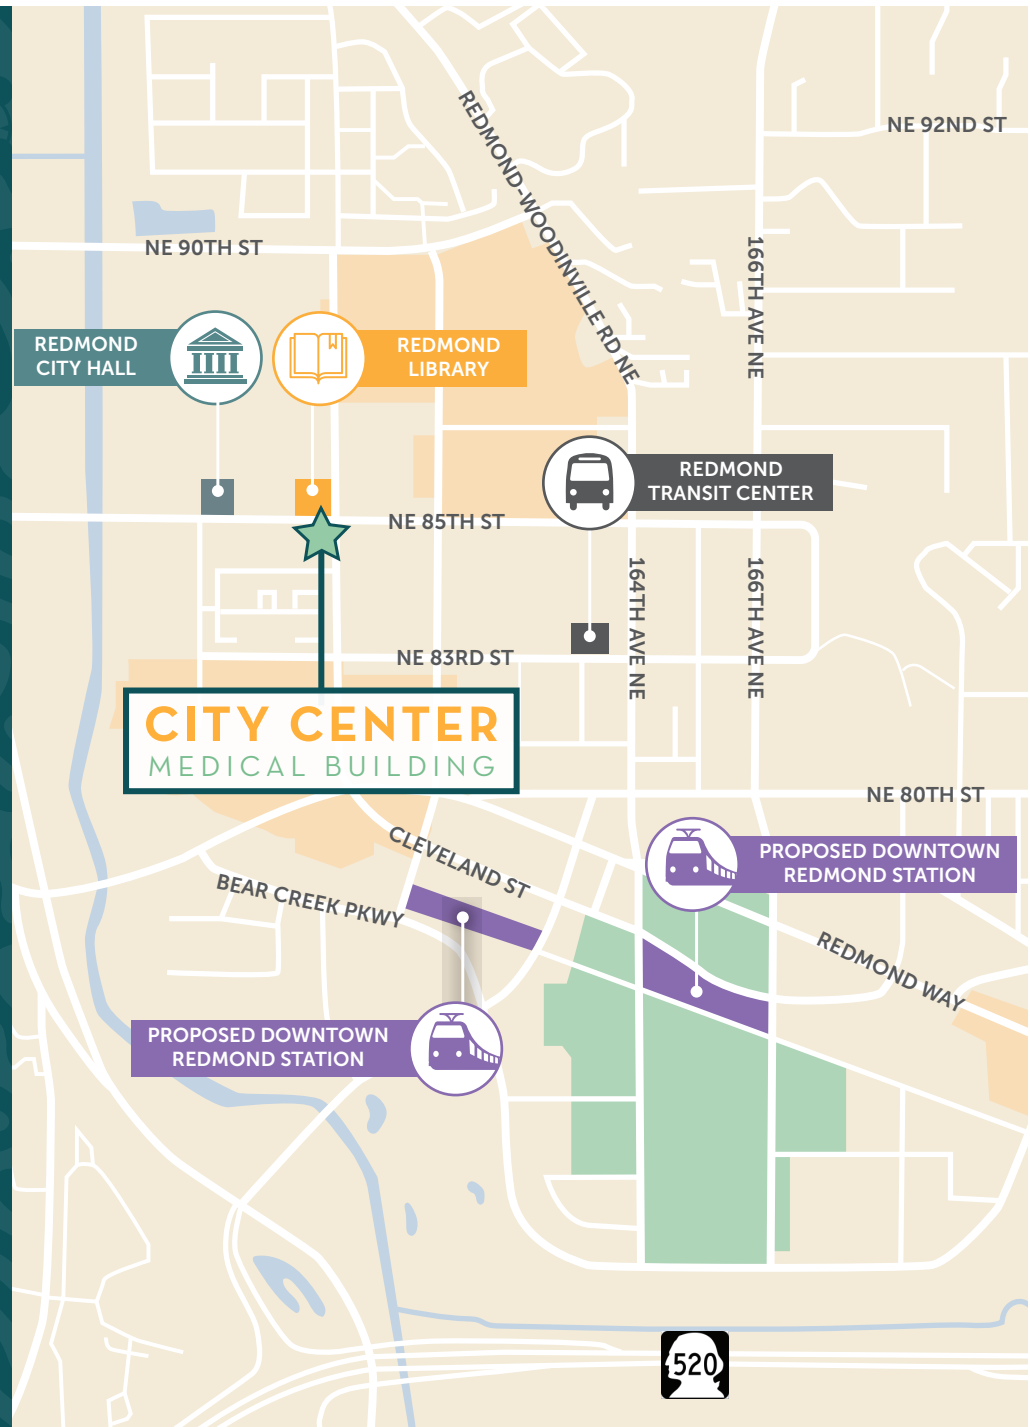 NE 92ND ST
REDMOND-WOODINVILLE RD NE
NE 90TH ST
166TH AVE NE
REDMOND
CITY HALL
REDMOND
LIBRARY
REDMOND
TRANSIT CENTER
NE 85TH ST
164TH AVE NE
166TH AVE NE
NE 83RD ST
CITY CENTER
MEDICAL BUILDING
NE 80TH ST
CLEVELAND ST
PROPOSED DOWNTOWN
REDMOND STATION
BEAR CREEK PKWY
REDMOND WAY
PROPOSED DOWNTOWN
REDMOND STATION
520